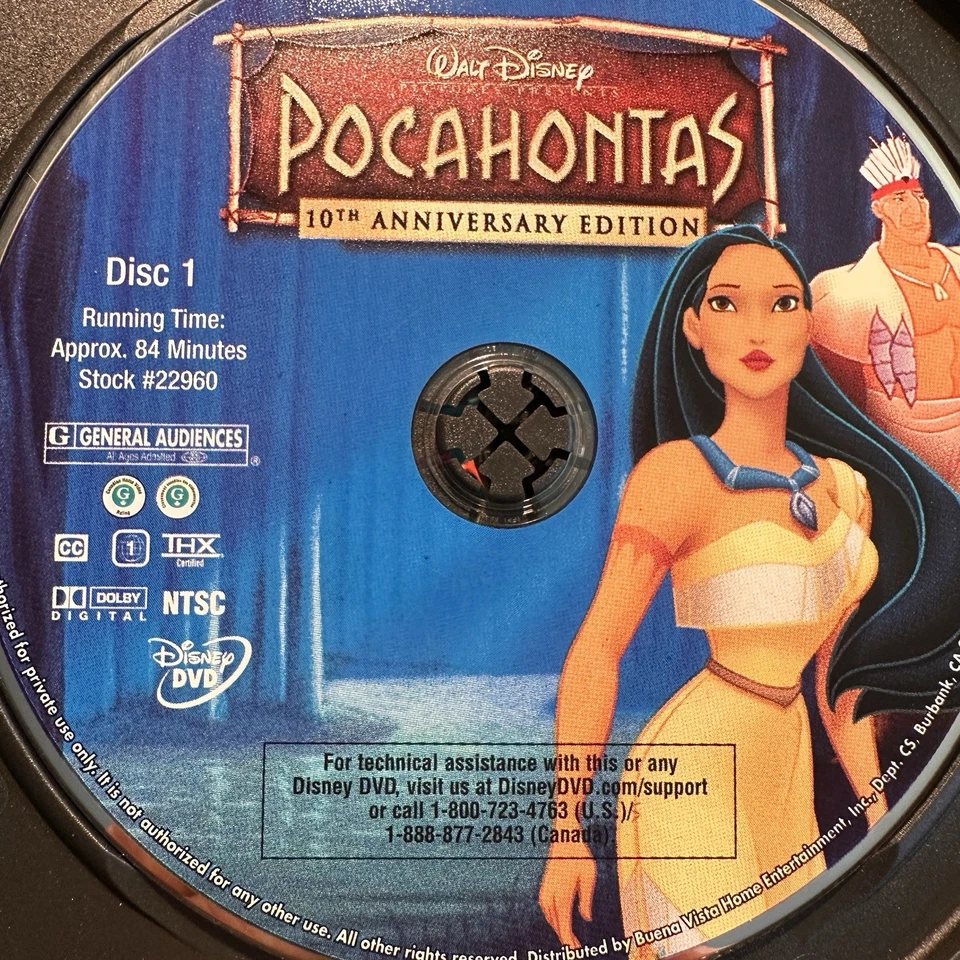 WALT DISNEY
PICTURES PRESENTS
POCAHONTAS
10TH ANNIVERSARY EDITION
Disc 1
Running Time:
Approx. 84 Minutes
Stock #22960
G GENERAL AUDIENCES
All Ages Admitted
®
G G
CC 1 THX
Certified
DOLBY
DIGITAL
NTSC
DISNEY
DVD
For technical assistance with this or any
Disney DVD, visit us at DisneyDVD.com/support
or call 1-800-723-4763 (U.S.)/
1-888-877-2843 (Canada).
for private use only. It is not authorized for any other use. All other rights reserved. Distributed by Buena Vista Home Entertainment, Inc., Dept. CS, Burbank, CA